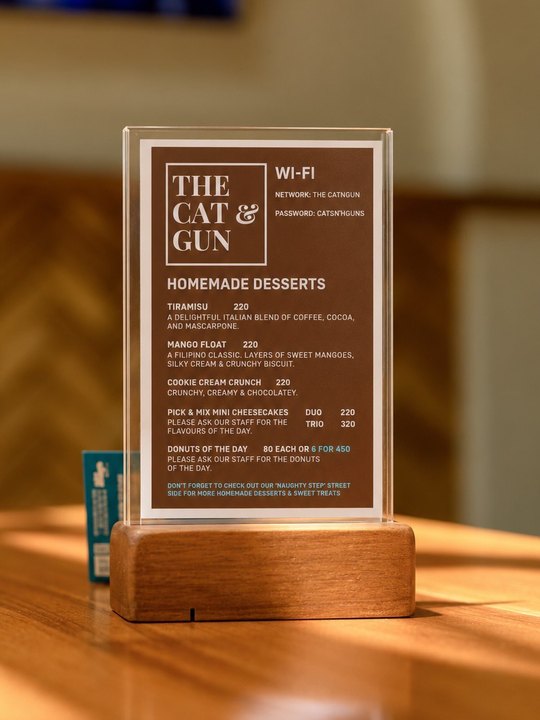 THE
CAT &
GUN
WI-FI
NETWORK: THE CATNGUN
PASSWORD: CATSN'HGUNS
HOMEMADE DESSERTS
TIRAMISU 220
A DELIGHTFUL ITALIAN BLEND OF COFFEE, COCOA,
AND MASCARPONE.
MANGO FLOAT 220
A FILIPINO CLASSIC. LAYERS OF SWEET MANGOES,
SILKY CREAM & CRUNCHY BISCUIT.
COOKIE CREAM CRUNCH 220
CRUNCHY, CREAMY & CHOCOLATEY.
PICK & MIX MINI CHEESECAKES DUO 220
PLEASE ASK OUR STAFF FOR THE TRIO 320
FLAVOURS OF THE DAY.
DONUTS OF THE DAY 80 EACH OR 6 FOR 450
PLEASE ASK OUR STAFF FOR THE DONUTS
OF THE DAY.
DON'T FORGET TO CHECK OUT OUR 'NAUGHTY STEP' STREET
SIDE FOR MORE HOMEMADE DESSERTS & SWEET TREATS